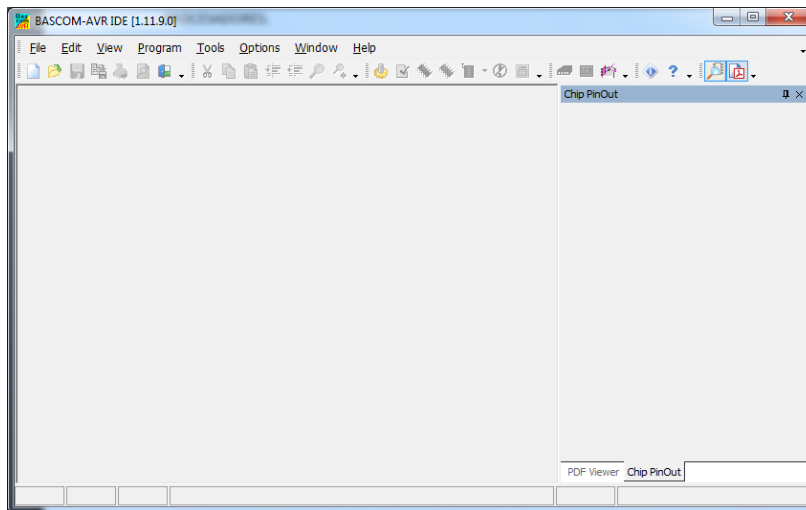 BASCOM-AVR IDE [1.11.9.0]
File Edit View Program Tools Options Window Help
Chip PinOut
PDF Viewer Chip PinOut